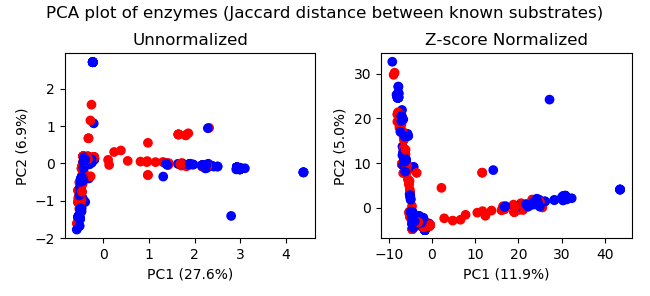 PCA plot of enzymes (Jaccard distance between known substrates)
Unnormalized
2
1
0
−1
−2
0
1
2
3
4
PC2 (6.9%)
PC1 (27.6%)
Z-score Normalized
30
20
10
0
−10
0
10
20
30
40
PC2 (5.0%)
PC1 (11.9%)